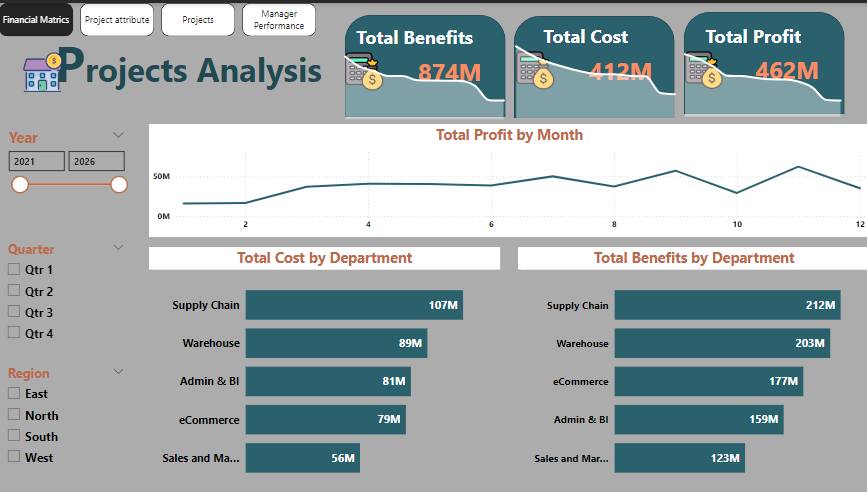 Financial Matrics
Project attribute
Projects
Manager
Performance
Projects Analysis
Total Benefits
874M
Total Cost
412M
Total Profit
462M
Year
2021
2026
Quarter
Qtr 1
Qtr 2
Qtr 3
Qtr 4
Region
East
North
South
West
Total Profit by Month
50M
0M
2
4
6
8
10
12
Total Cost by Department
Supply Chain
107M
Warehouse
89M
Admin & BI
81M
eCommerce
79M
Sales and Ma...
56M
Total Benefits by Department
Supply Chain
212M
Warehouse
203M
eCommerce
177M
Admin & BI
159M
Sales and Mar...
123M